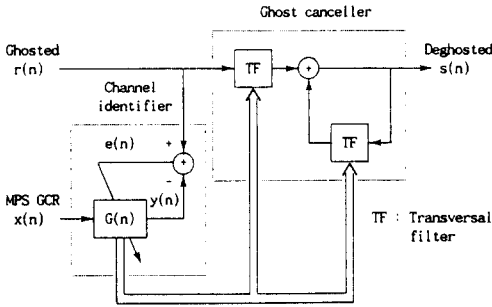 Ghost canceller
Ghosted
r(n)
TF
+
Deghosted
s(n)
Channel
identifier
e(n)
+
+
-
TF
MPS GCR
x(n)
G(n)
y(n)
TF : Transversal
filter